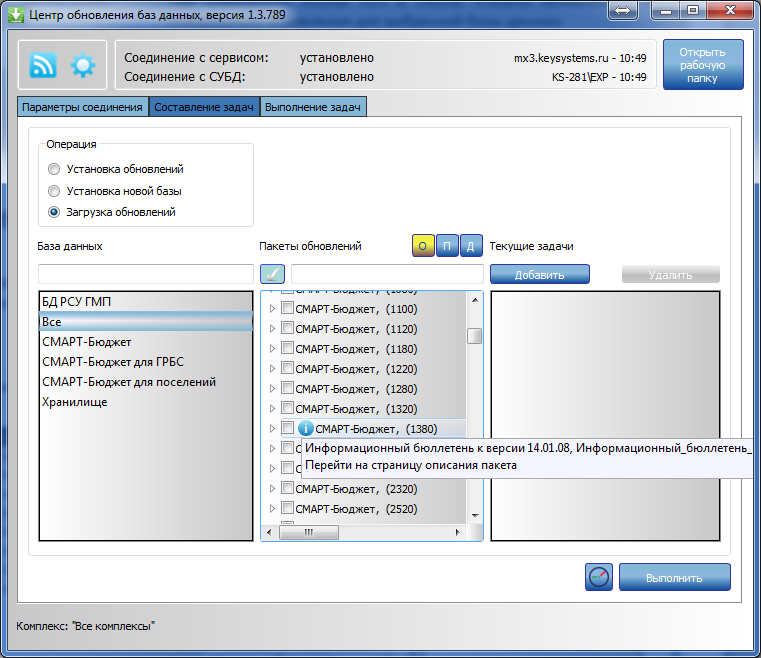 Центр обновления баз данных, версия 1.3.789
Соединение с сервисом: установлено mx3.keysystems.ru - 10:49
Соединение с СУБД: установлено KS-281\EXP - 10:49
Открыть рабочую папку
Параметры соединения Составление задач Выполнение задач
Операция
Установка обновлений
Установка новой базы
Загрузка обновлений
База данных Пакеты обновлений О П Д Текущие задачи
Добавить Удалить
БД РСУ ГМП
Все
СМАРТ-Бюджет
СМАРТ-Бюджет для ГРБС
СМАРТ-Бюджет для поселений
Хранилище
СМАРТ-Бюджет, (1100)
СМАРТ-Бюджет, (1120)
СМАРТ-Бюджет, (1180)
СМАРТ-Бюджет, (1220)
СМАРТ-Бюджет, (1280)
СМАРТ-Бюджет, (1320)
СМАРТ-Бюджет, (1380)
Информационный бюллетень к версии 14.01.08, Информационный_бюллетень_
Перейти на страницу описания пакета
СМАРТ-Бюджет, (2320)
СМАРТ-Бюджет, (2520)
Выполнить
Комплекс: "Все комплексы"